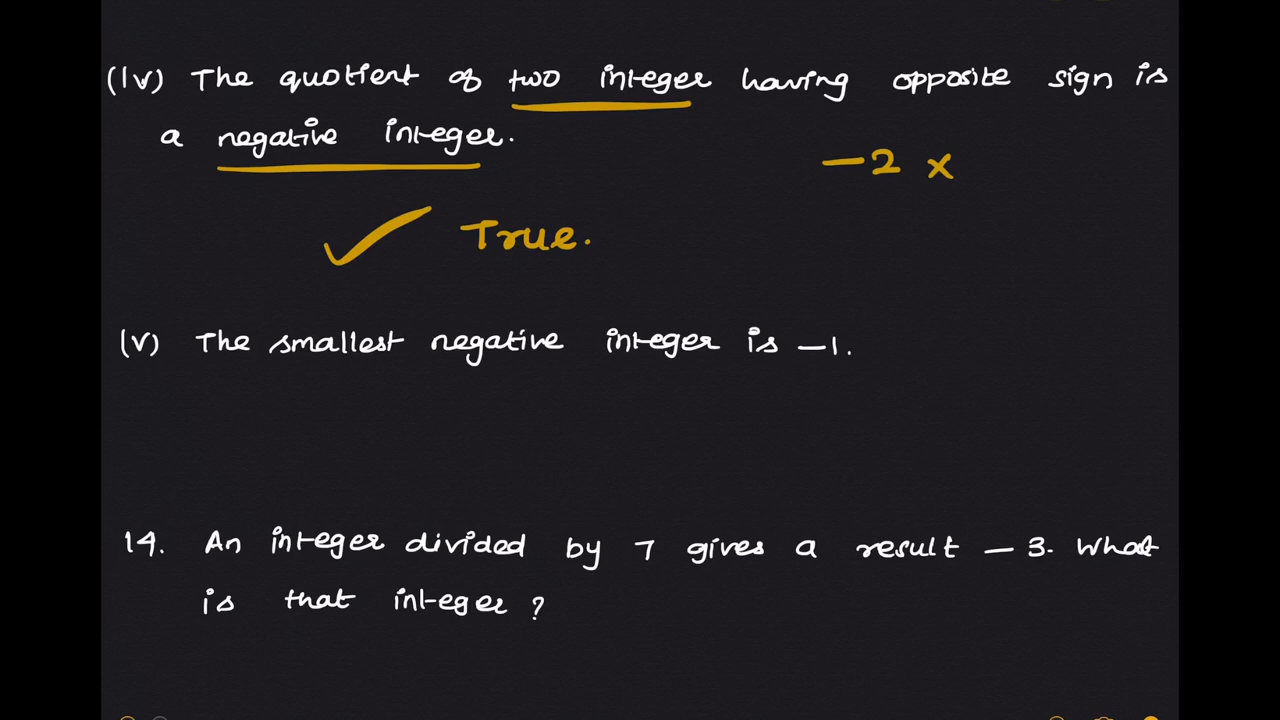 (iv) The quotient of two integer having opposite sign is
a negative integer.
-2 x
True.
(v) The smallest negative integer is -1.
14. An integer divided by 7 gives a result -3. What
is that integer?